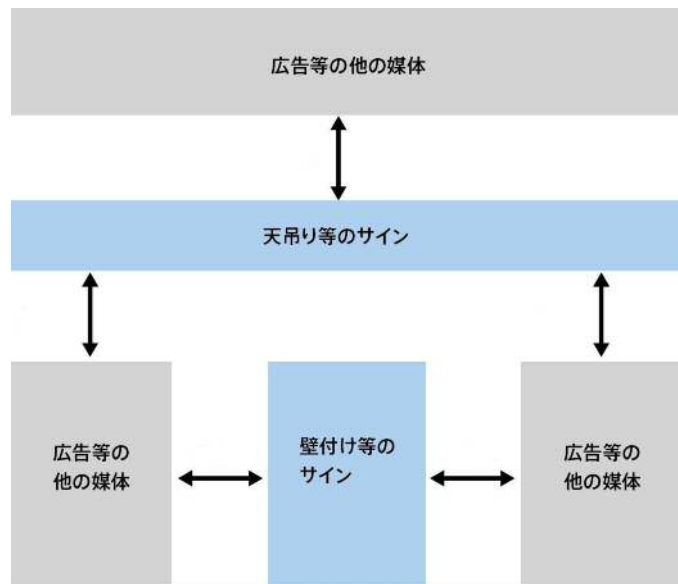 広告等の他の媒体
天吊り等のサイン
広告等の
他の媒体
壁付け等の
サイン
広告等の
他の媒体